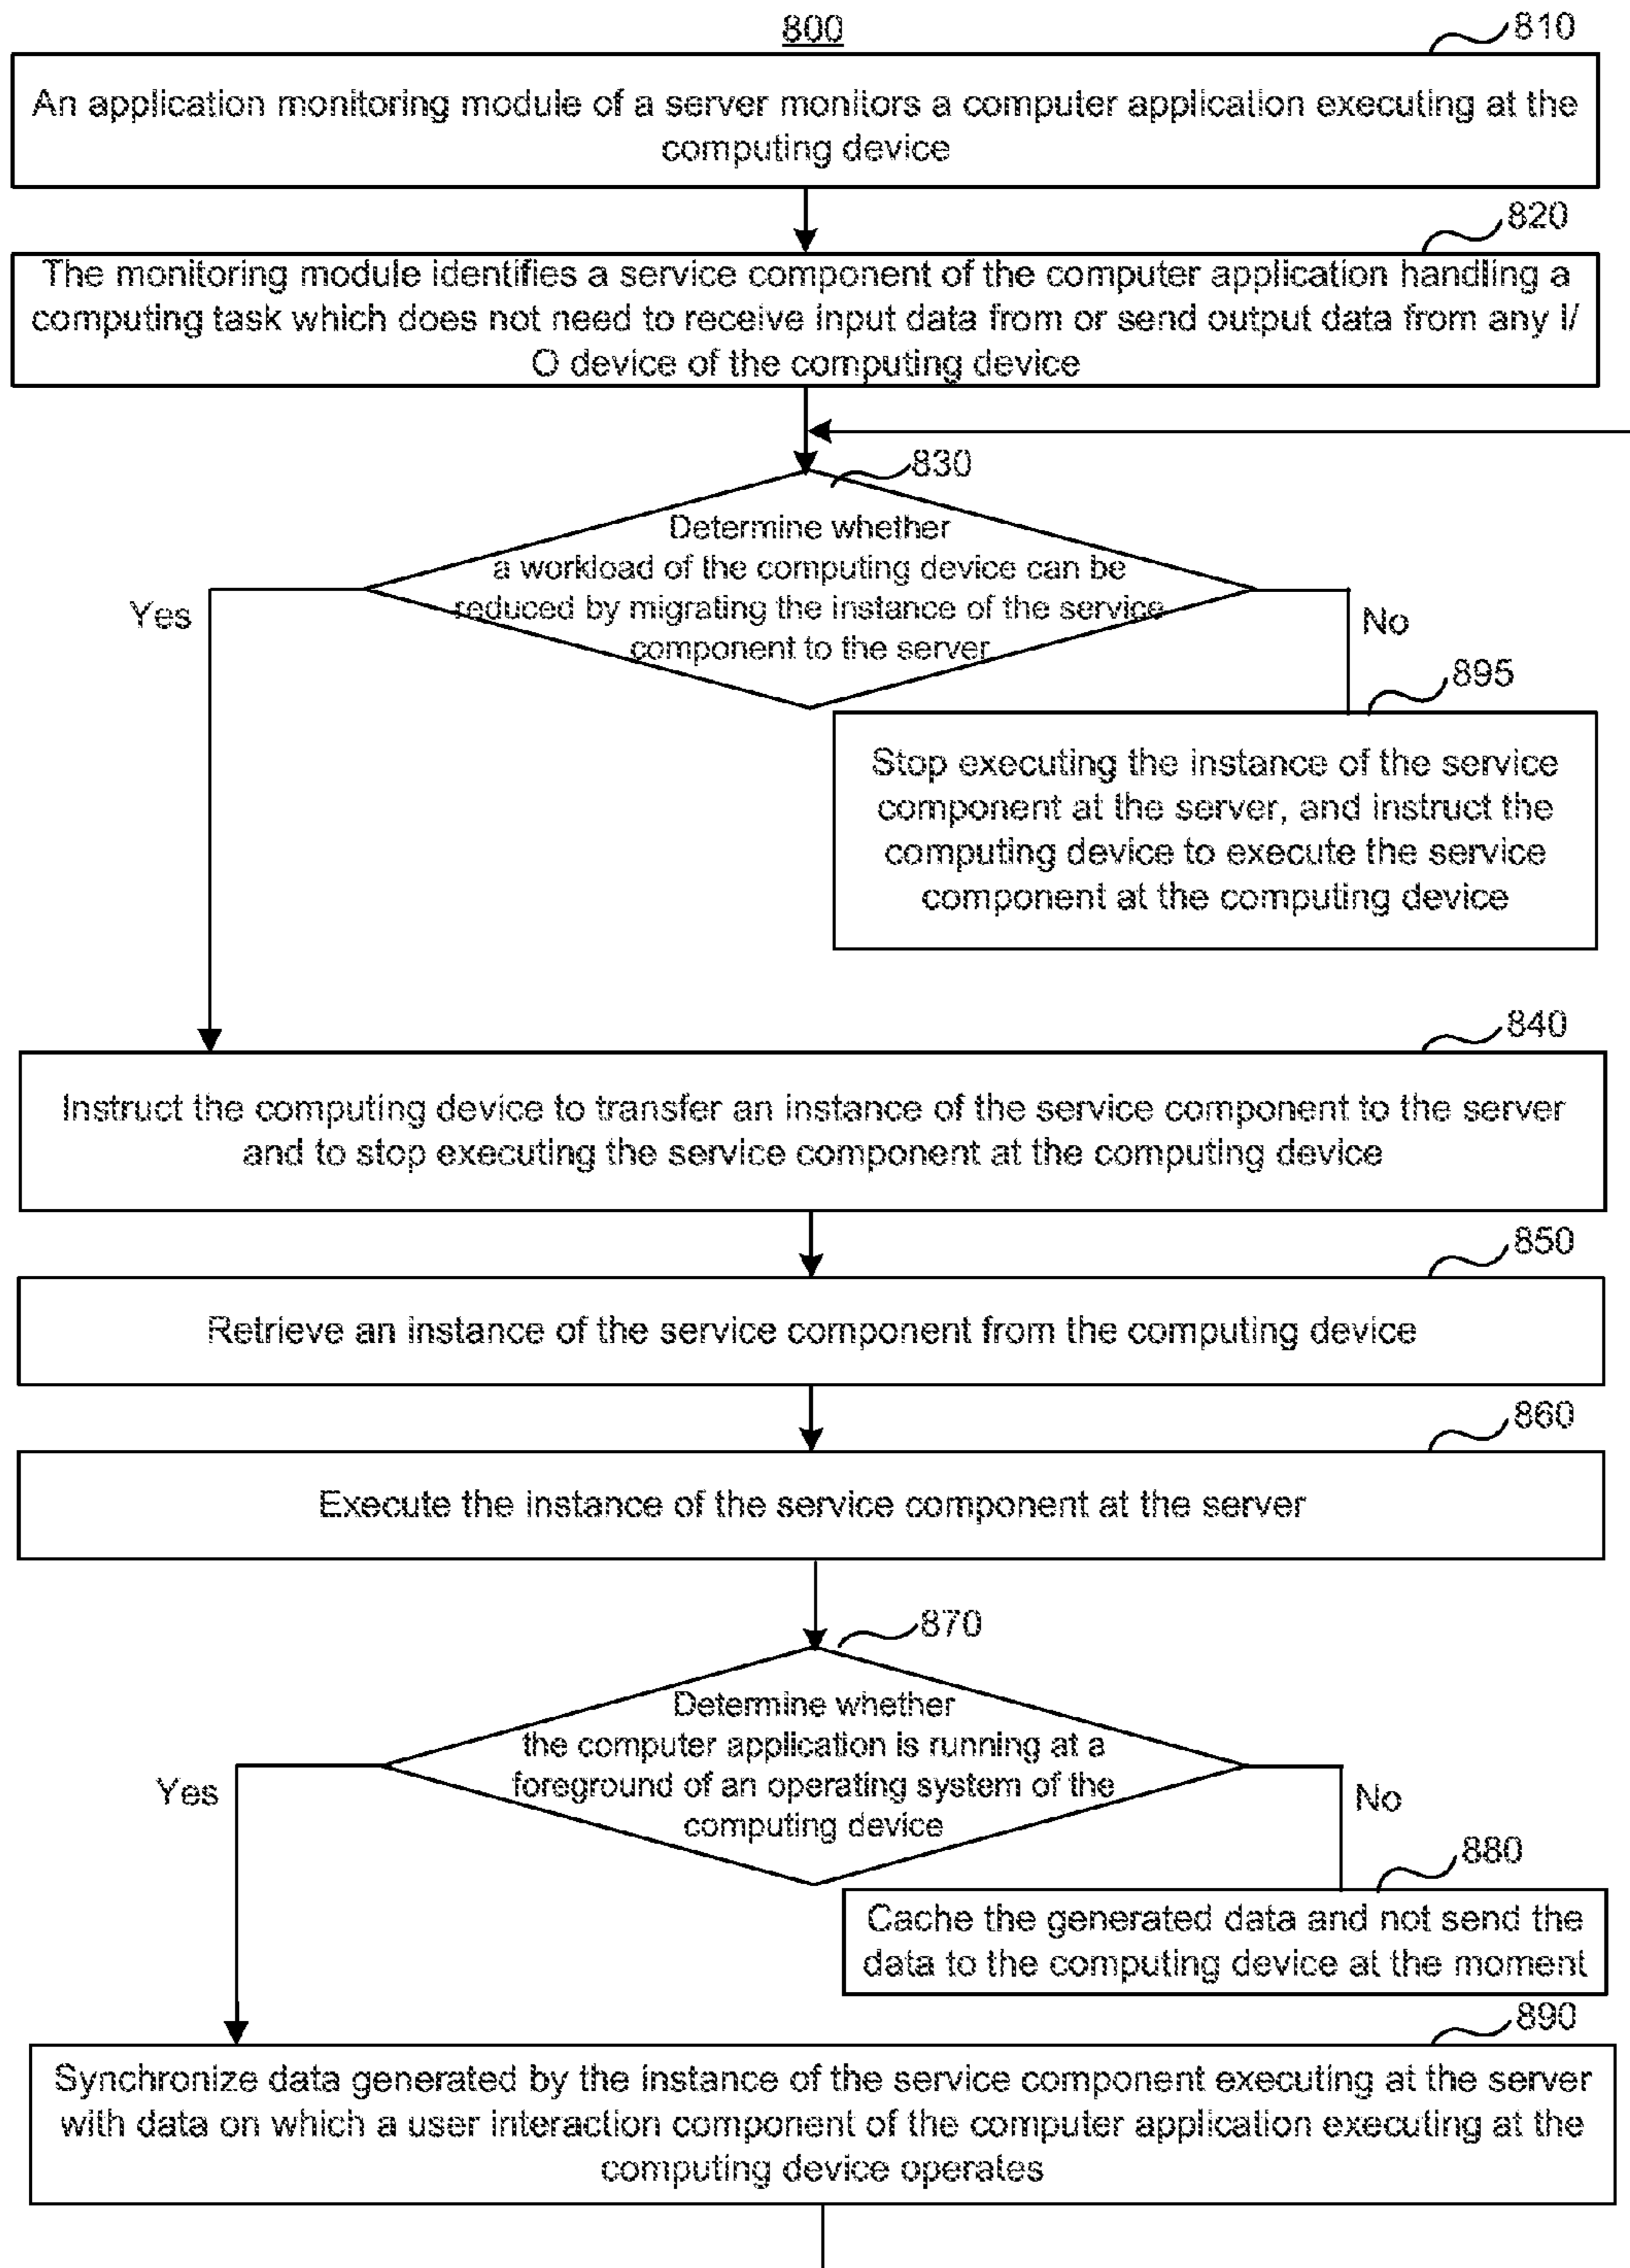 800
810
An application monitoring module of a server monitors a computer application executing at the
computing device
820
The monitoring module identifies a service component of the computer application handling a
computing task which does not need to receive input data from or send output data from any I/
O device of the computing device
830
Determine whether
a workload of the computing device can be
reduced by migrating the instance of the service
component to the server
Yes
No
895
Stop executing the instance of the service
component at the server, and instruct the
computing device to execute the service
component at the computing device
840
Instruct the computing device to transfer an instance of the service component to the server
and to stop executing the service component at the computing device
850
Retrieve an instance of the service component from the computing device
860
Execute the instance of the service component at the server
870
Determine whether
the computer application is running at a
foreground of an operating system of the
computing device
Yes
No
880
Cache the generated data and not send the
data to the computing device at the moment
890
Synchronize data generated by the instance of the service component executing at the server
with data on which a user interaction component of the computer application executing at the
computing device operates